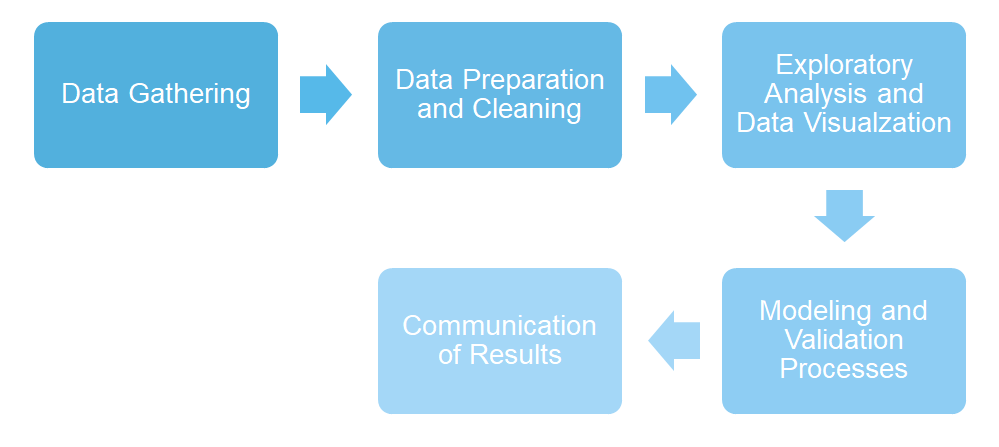 Data Gathering
Data Preparation
and Cleaning
Exploratory
Analysis and
Data Visualzation
Modeling and
Validation
Processes
Communication
of Results